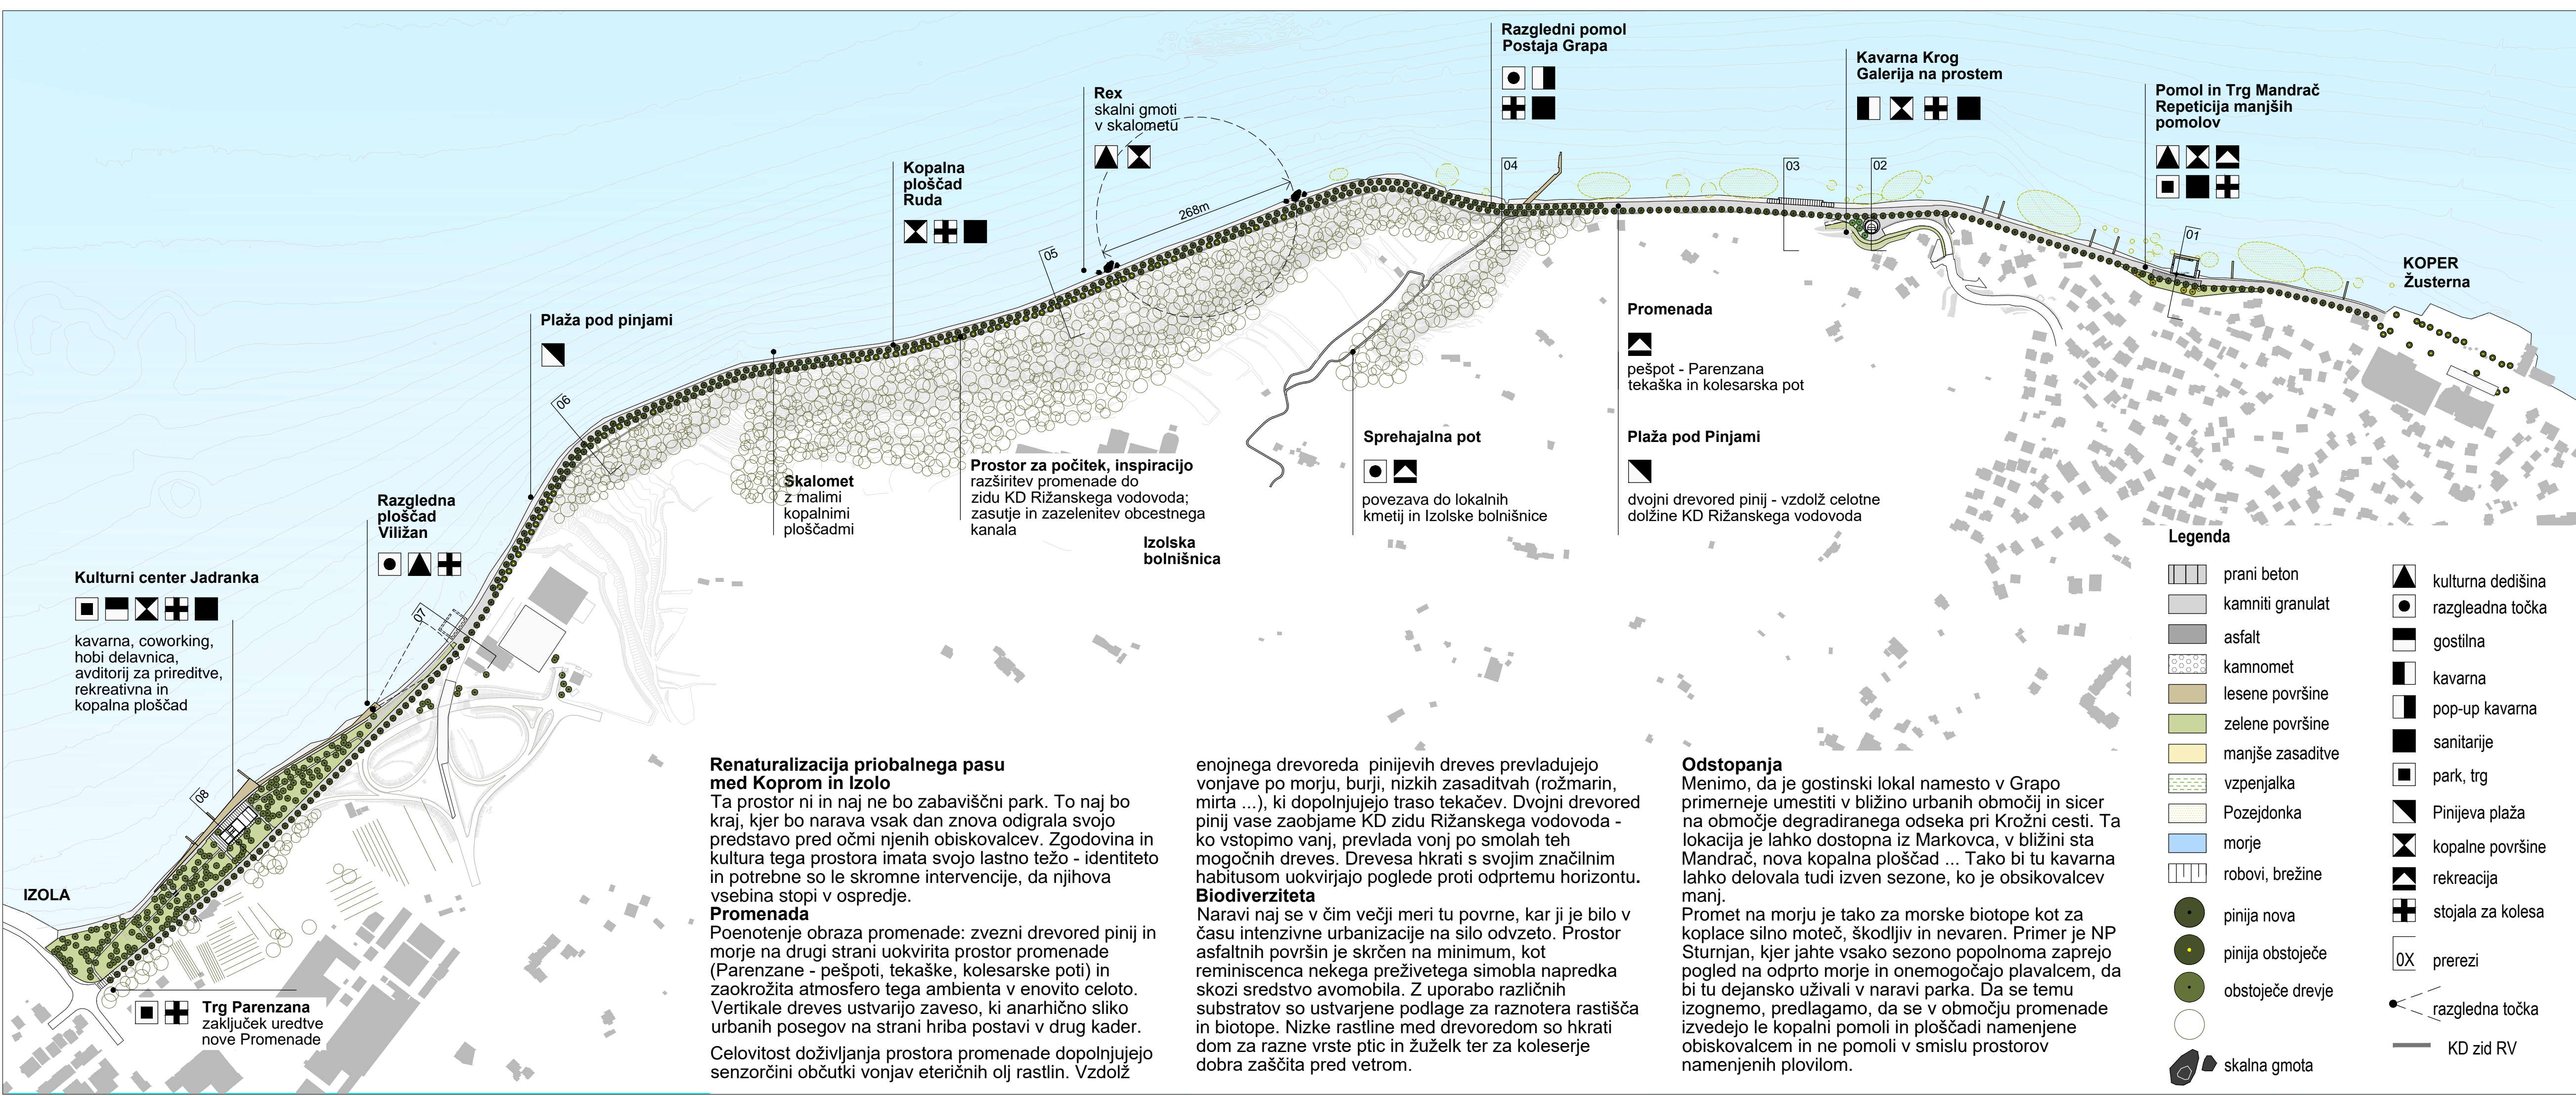 Razgledni pomol
Postaja Grapa
Kavarna Krog
Galerija na prostem
Pomol in Trg Mandrač
Repeticija manjših
pomolov
Rex
skalni gmoti
v skalometu
Kopalna
ploščad
Ruda
268m
04
03
02
01
05
06
07
08
KOPER
Žusterna
Plaža pod pinjami
Promenada
pešpot - Parenzana
tekaška in kolesarska pot
Sprehajalna pot
povezava do lokalnih
kmetij in Izolske bolnišnice
Plaža pod Pinjami
dvojni drevored pinij - vzdolž celotne
dolžine KD Rižanskega vodovoda
Skalomet
z malimi
kopalnimi
ploščadmi
Prostor za počitek, inspiracijo
razširitev promenade do
zidu KD Rižanskega vodovoda;
zasutje in zazelenitev obcestnega
kanala
Izolska
bolnišnica
Razgledna
ploščad
Viližan
Kulturni center Jadranka
kavarna, coworking,
hobi delavnica,
avditorij za prireditve,
rekreativna in
kopalna ploščad
IZOLA
Trg Parenzana
zaključek uredtve
nove Promenade
Renaturalizacija priobalnega pasu
med Koprom in Izolo
Ta prostor ni in naj ne bo zabaviščni park. To naj bo
kraj, kjer bo narava vsak dan znova odigrala svojo
predstavo pred očmi njenih obiskovalcev. Zgodovina in
kultura tega prostora imata svojo lastno težo - identiteto
in potrebne so le skromne intervencije, da njihova
vsebina stopi v ospredje.
Promenada
Poenotenje obraza promenade: zvezni drevored pinij in
morje na drugi strani uokvirita prostor promenade
(Parenzane - pešpoti, tekaške, kolesarske poti) in
zaokrožita atmosfero tega ambienta v enovito celoto.
Vertikale dreves ustvarijo zaveso, ki anarhično sliko
urbanih posegov na strani hriba postavi v drug kader.
Celovitost doživljanja prostora promenade dopolnjujejo
senzorčini občutki vonjav eteričnih olj rastlin. Vzdolž
enojnega drevoreda pinijevih dreves prevladujejo
vonjave po morju, burji, nizkih zasaditvah (rožmarin,
mirta ...), ki dopolnjujejo traso tekačev. Dvojni drevored
pinij vase zaobjame KD zidu Rižanskega vodovoda -
ko vstopimo vanj, prevlada vonj po smolah teh
mogočnih dreves. Drevesa hkrati s svojim značilnim
habitusom uokvirjajo poglede proti odprtemu horizontu.
Biodiverziteta
Naravi naj se v čim večji meri tu povrne, kar ji je bilo v
času intenzivne urbanizacije na silo odvzeto. Prostor
asfaltnih površin je skrčen na minimum, kot
reminiscenca nekega preživetega simobla napredka
skozi sredstvo avomobila. Z uporabo različnih
substratov so ustvarjene podlage za raznotera rastišča
in biotope. Nizke rastline med drevoredom so hkrati
dom za razne vrste ptic in žuželk ter za koleserje
dobra zaščita pred vetrom.
Odstopanja
Menimo, da je gostinski lokal namesto v Grapo
primerneje umestiti v bližino urbanih območij in sicer
na območje degradiranega odseka pri Krožni cesti. Ta
lokacija je lahko dostopna iz Markovca, v bližini sta
Mandrač, nova kopalna ploščad ... Tako bi tu kavarna
lahko delovala tudi izven sezone, ko je obsikovalcev
manj.
Promet na morju je tako za morske biotope kot za
koplace silno moteč, škodljiv in nevaren. Primer je NP
Sturnjan, kjer jahte vsako sezono popolnoma zaprejo
pogled na odprto morje in onemogočajo plavalcem, da
bi tu dejansko uživali v naravi parka. Da se temu
izognemo, predlagamo, da se v območju promenade
izvedejo le kopalni pomoli in ploščadi namenjene
obiskovalcem in ne pomoli v smislu prostorov
namenjenih plovilom.
Legenda
prani beton
kamniti granulat
asfalt
kamnomet
lesene površine
zelene površine
manjše zasaditve
vzpenjalka
Pozejdonka
morje
robovi, brežine
pinija nova
pinija obstoječe
obstoječe drevje
skalna gmota
kulturna dedišina
razgleadna točka
gostilna
kavarna
pop-up kavarna
sanitarije
park, trg
Pinijeva plaža
kopalne površine
rekreacija
stojala za kolesa
0X prerezi
razgledna točka
KD zid RV